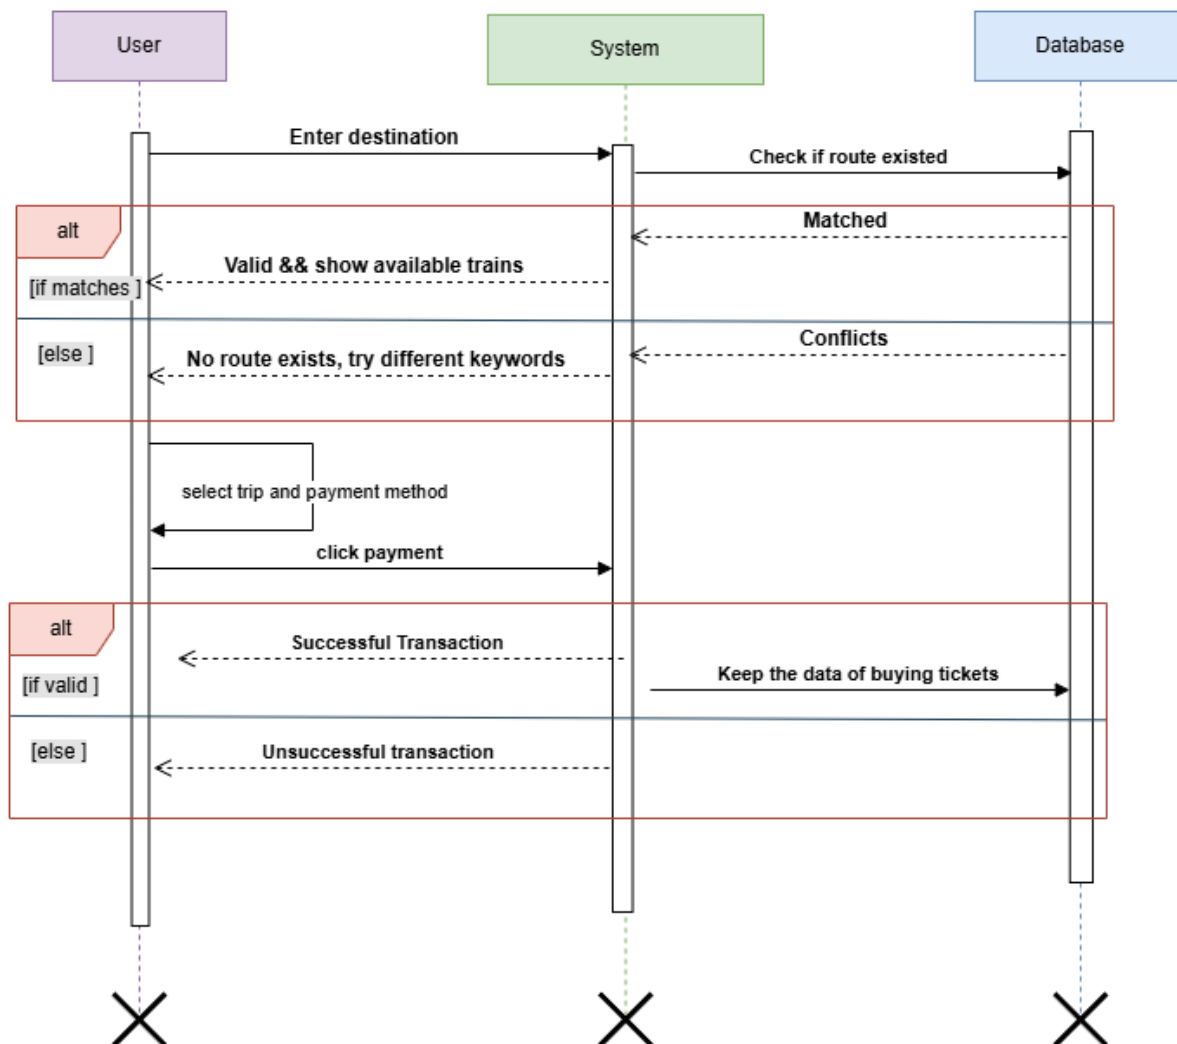 User
System
Database
Enter destination
Check if route existed
alt
Matched
Valid && show available trains
[if matches ]
Conflicts
[else ]
No route exists, try different keywords
select trip and payment method
click payment
alt
Successful Transaction
Keep the data of buying tickets
[if valid ]
[else ]
Unsuccessful transaction